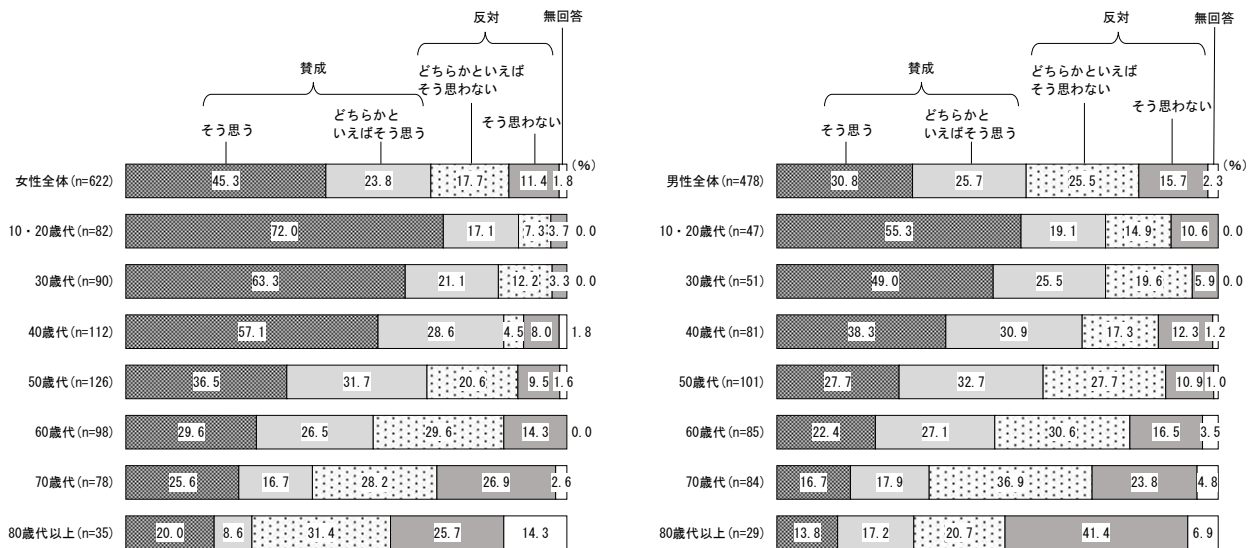 反対
無回答
賛成
どちらかといえば
そう思わない
そう思う
どちらかと
いえばそう思う
そう思わない
(%)
女性全体(n=622) 45.3 23.8 17.7 11.4 1.8
10・20歳代(n=82) 72.0 17.1 7.3 3.7 0.0
30歳代(n=90) 63.3 21.1 12.2 3.3 0.0
40歳代(n=112) 57.1 28.6 4.5 8.0 1.8
50歳代(n=126) 36.5 31.7 20.6 9.5 1.6
60歳代(n=98) 29.6 26.5 29.6 14.3 0.0
70歳代(n=78) 25.6 16.7 28.2 26.9 2.6
80歳代以上(n=35) 20.0 8.6 31.4 25.7 14.3
反対
無回答
賛成
どちらかといえば
そう思わない
そう思う
どちらかと
いえばそう思う
そう思わない
(%)
男性全体(n=478) 30.8 25.7 25.5 15.7 2.3
10・20歳代(n=47) 55.3 19.1 14.9 10.6 0.0
30歳代(n=51) 49.0 25.5 19.6 5.9 0.0
40歳代(n=81) 38.3 30.9 17.3 12.3 1.2
50歳代(n=101) 27.7 32.7 27.7 10.9 1.0
60歳代(n=85) 22.4 27.1 30.6 16.5 3.5
70歳代(n=84) 16.7 17.9 36.9 23.8 4.8
80歳代以上(n=29) 13.8 17.2 20.7 41.4 6.9